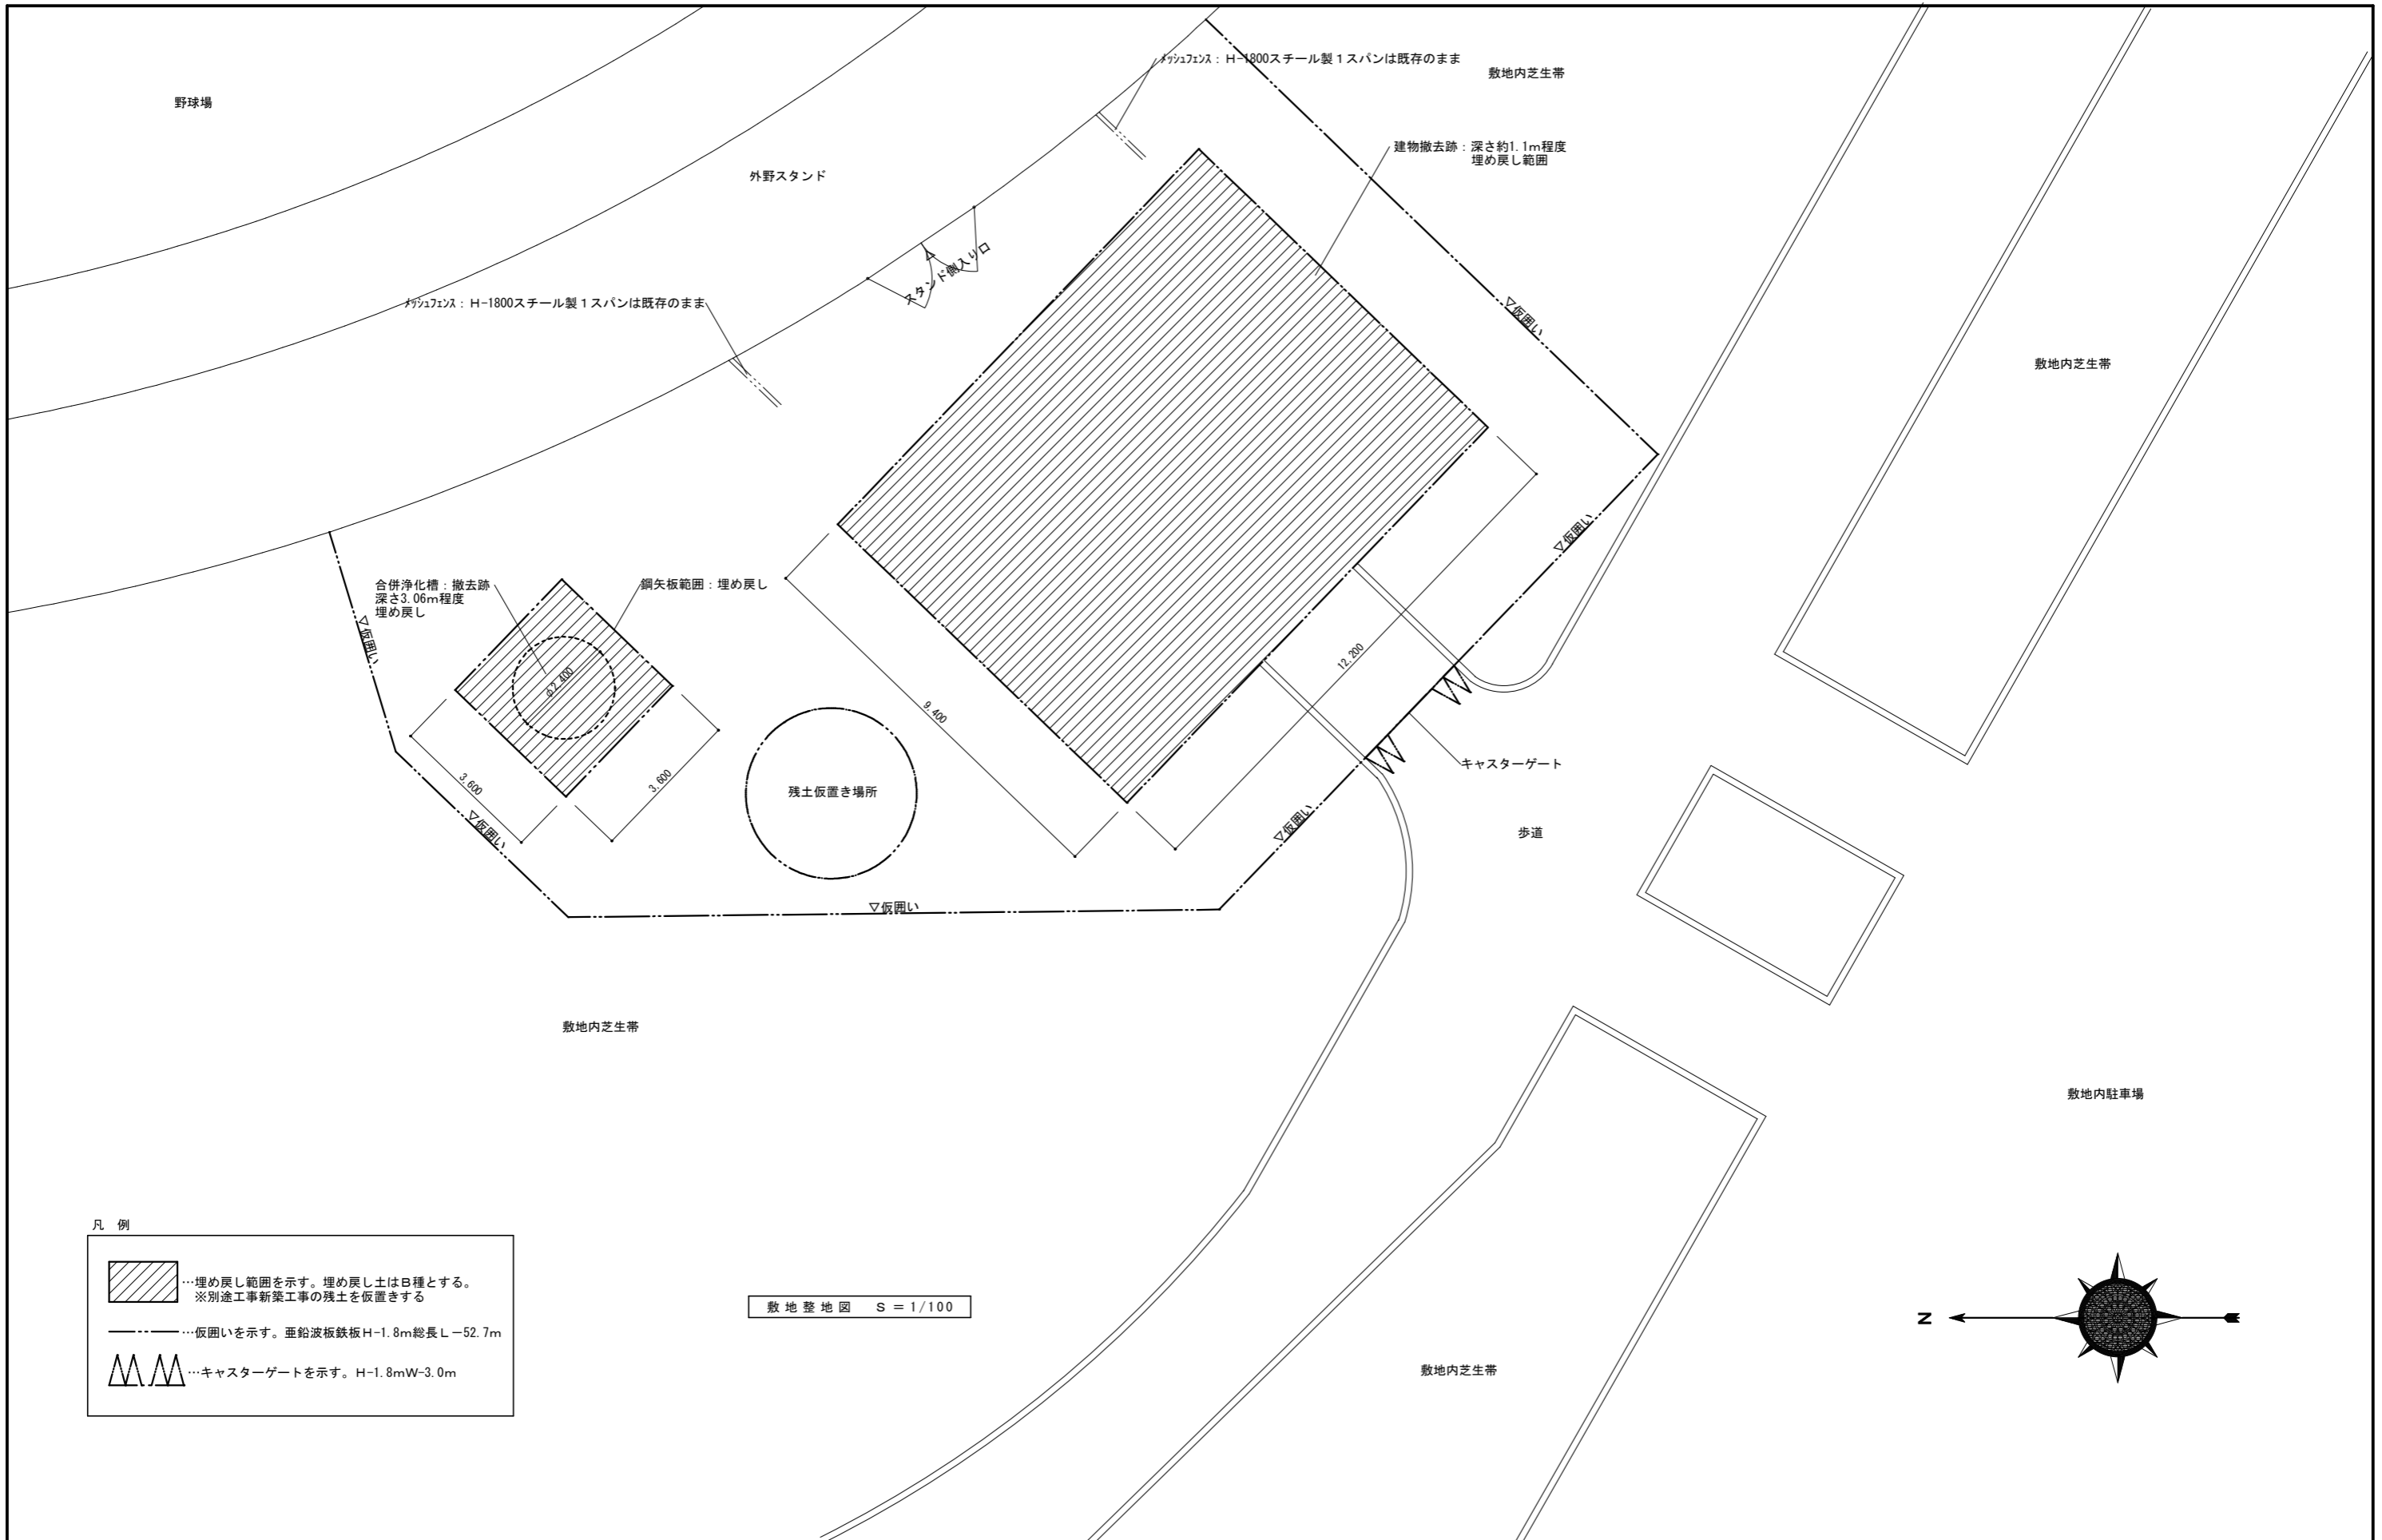 メッシュフェンス：H-1800スチール製１スパンは既存のまま
敷地内芝生帯
野球場
建物撤去跡：深さ約1.1m程度
埋め戻し範囲
外野スタンド
スタンド側入り口
メッシュフェンス：H-1800スチール製１スパンは既存のまま
▽仮囲い
敷地内芝生帯
▽仮囲い
合併浄化槽：撤去跡
深さ3.06m程度
埋め戻し
鋼矢板範囲：埋め戻し
▽仮囲い
φ2,400
12,200
9,400
3,600
3,600
キャスターゲート
残土仮置き場所
▽仮囲い
▽仮囲い
歩道
▽仮囲い
敷地内芝生帯
敷地内駐車場
凡 例
…埋め戻し範囲を示す。埋め戻し土はＢ種とする。
※別途工事新築工事の残土を仮置きする
…仮囲いを示す。亜鉛波板鉄板H-1.8m総長Ｌ－52.7m
…キャスターゲートを示す。H-1.8mW-3.0m
敷地整地図 Ｓ＝1/100
N
敷地内芝生帯